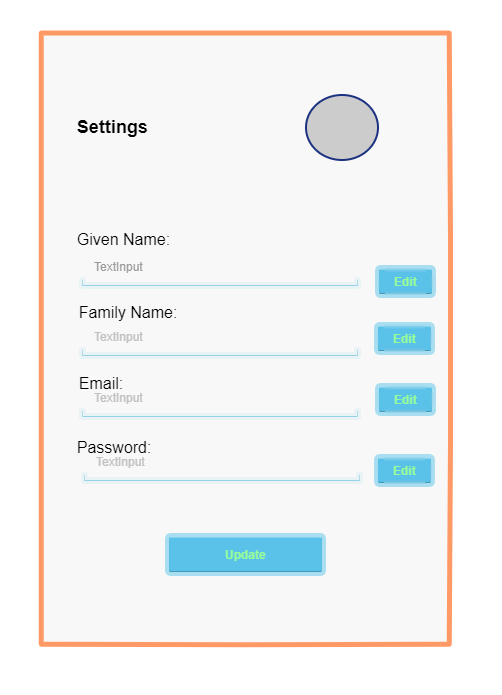 Settings
Given Name:
TextInput
Edit
Family Name:
TextInput
Edit
Email:
TextInput
Edit
Password:
TextInput
Edit
Update